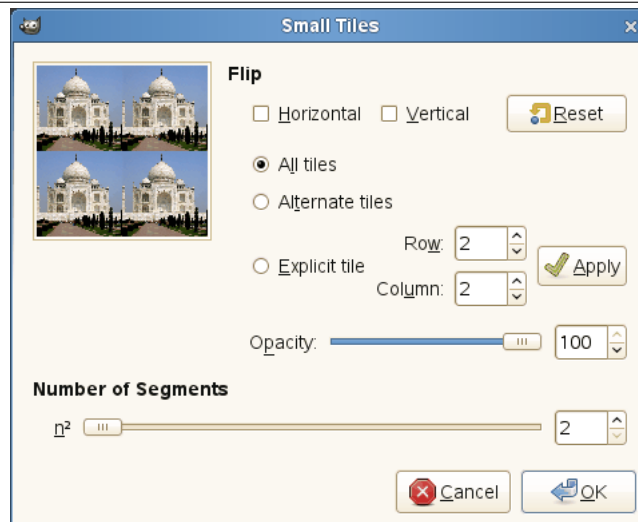 Small Tiles
Flip
Horizontal Vertical Reset
All tiles
Alternate tiles
Row: 2
Explicit tile Apply
Column: 2
Opacity: 100
Number of Segments
n² 2
Cancel OK